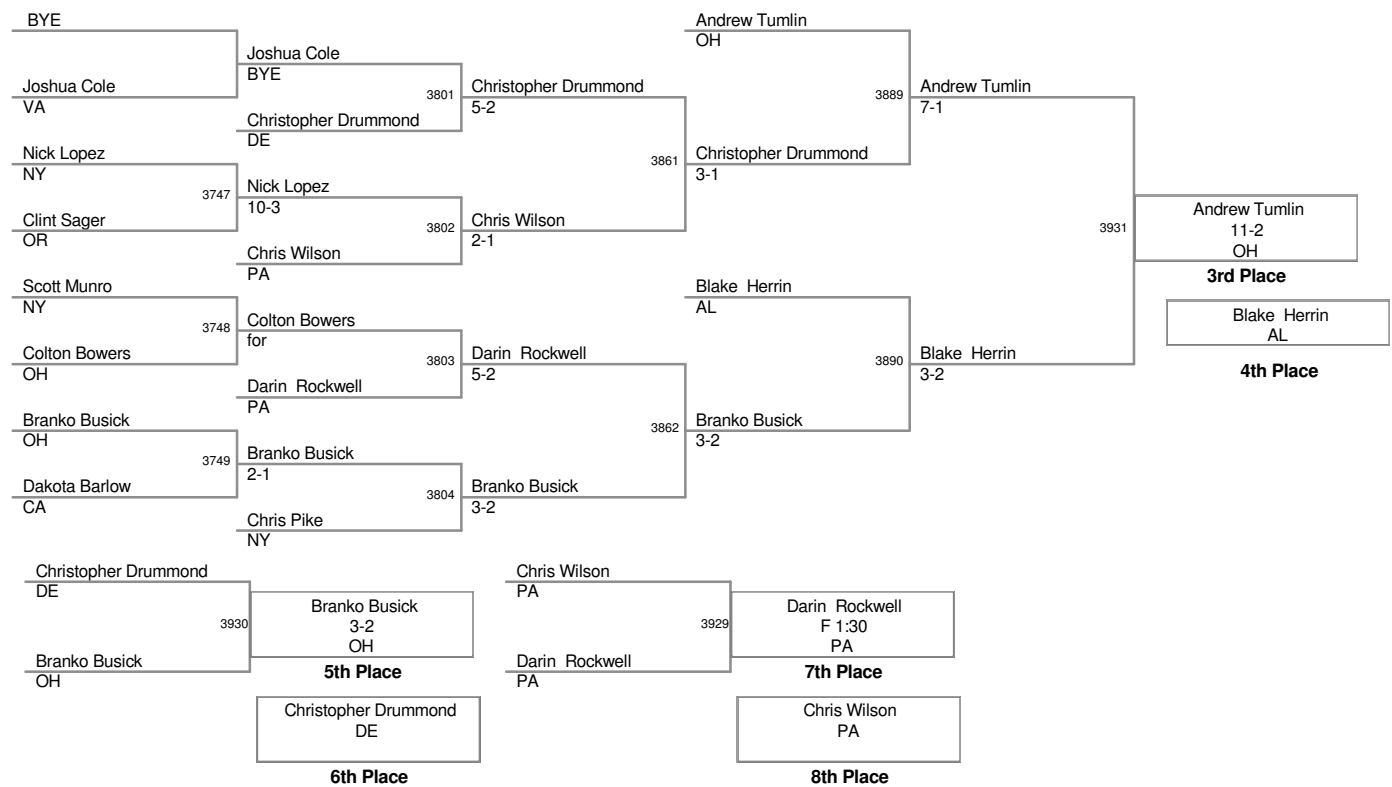 BYE
Joshua Cole
VA
Nick Lopez
NY
Clint Sager
OR
Scott Munro
NY
Colton Bowers
OH
Branko Busick
OH
Dakota Barlow
CA
3747
3748
3749
Joshua Cole
BYE
Christopher Drummond
DE
Nick Lopez
10-3
Chris Wilson
PA
Colton Bowers
for
Darin Rockwell
PA
Branko Busick
2-1
Chris Pike
NY
3801
3802
3803
3804
Christopher Drummond
5-2
Chris Wilson
2-1
Darin Rockwell
5-2
Branko Busick
3-2
3861
3862
Andrew Tumlin
OH
Christopher Drummond
3-1
Blake Herrin
AL
Branko Busick
3-2
3889
3890
Andrew Tumlin
7-1
Blake Herrin
3-2
3931
Andrew Tumlin
11-2
OH
3rd Place
Blake Herrin
AL
4th Place
Christopher Drummond
DE
Branko Busick
OH
3930
Branko Busick
3-2
OH
5th Place
Christopher Drummond
DE
6th Place
Chris Wilson
PA
Darin Rockwell
PA
3929
Darin Rockwell
F 1:30
PA
7th Place
Chris Wilson
PA
8th Place